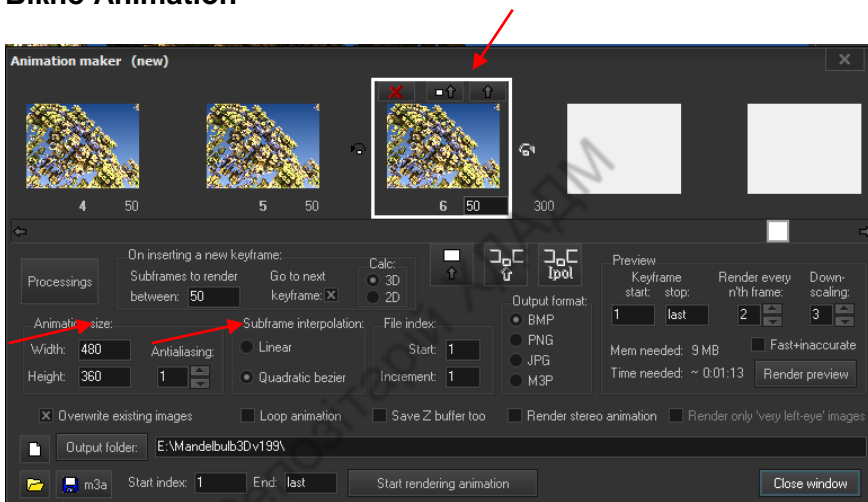 Вікно Animation
Animation maker (new)
4 50 5 50 6 50 300
On inserting a new keyframe:
Processings
Subframes to render between: 50
Go to next keyframe:
Calc:
3D
2D
Ipol
Output format:
BMP
PNG
JPG
M3P
Preview
Keyframe start: stop:
1 last
Render every n'th frame:
2
Down-scaling:
3
Animation size:
Width: 480
Height: 360
Antialiasing:
1
Subframe interpolation:
Linear
Quadratic bezier
File index:
Start: 1
Increment: 1
Mem needed: 9 MB
Fast+inaccurate
Time needed: ~ 0:01:13
Render preview
Overwrite existing images
Loop animation
Save Z buffer too
Render stereo animation
Render only 'very left-eye' images
Output folder: E:\Mandelbulb3Dv199\
m3a
Start index: 1
End: last
Start rendering animation
Close window